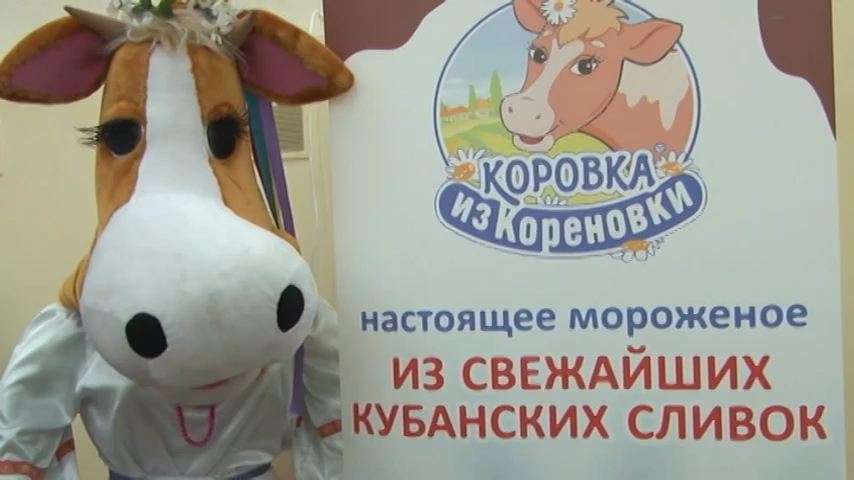 КОРОВКА
из Кореновки
настоящее мороженое
ИЗ СВЕЖАЙШИХ
КУБАНСКИХ СЛИВОК